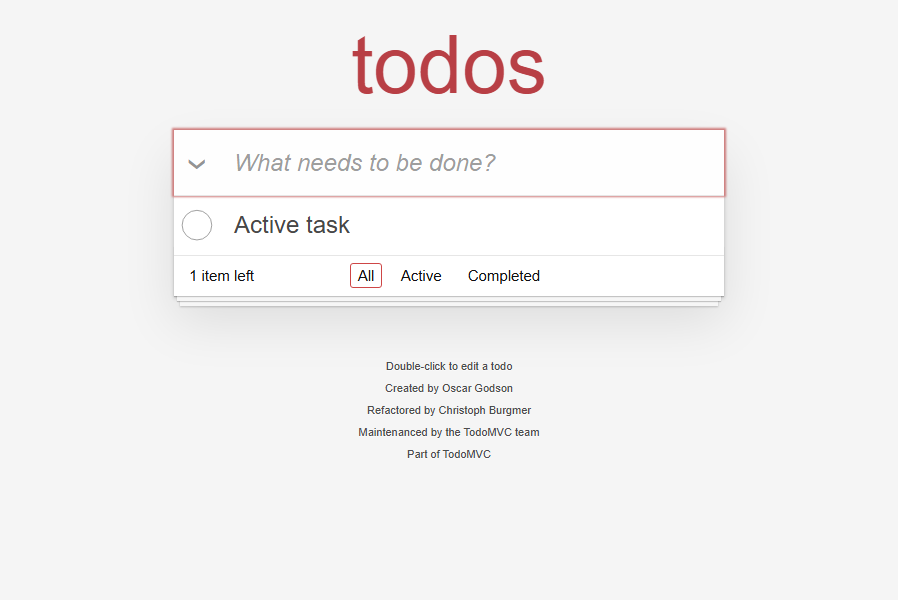 todos
What needs to be done?
Active task
1 item left All Active Completed
Double-click to edit a todo
Created by Oscar Godson
Refactored by Christoph Burgmer
Maintenanced by the TodoMVC team
Part of TodoMVC